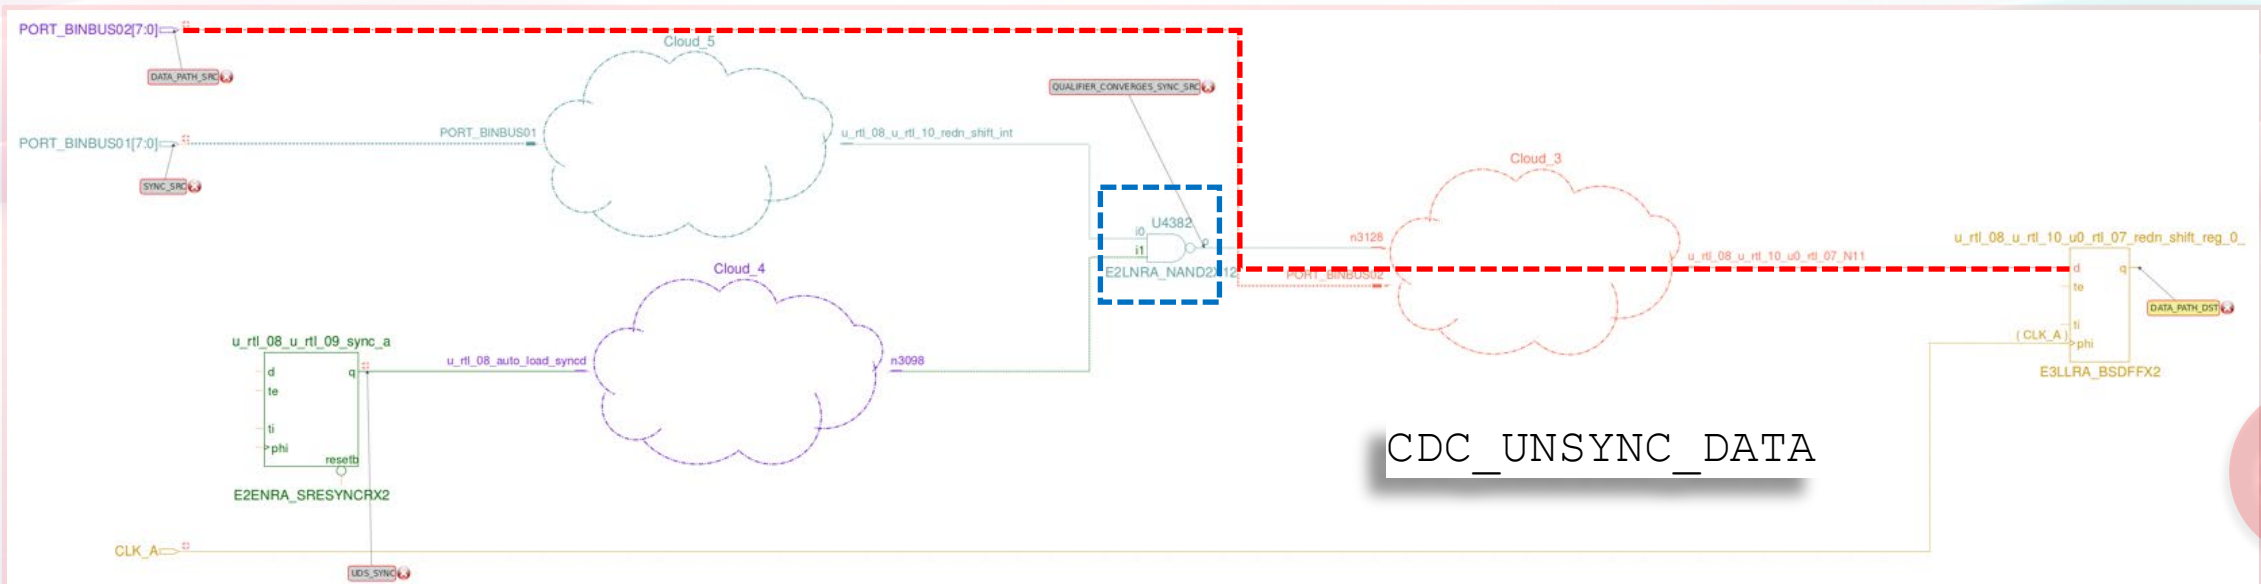 PORT_BINBUS02[7:0]
Cloud_5
DATA_PATH_SRC
QUALIFIER_CONVERGES_SYNC_SRC
PORT_BINBUS01[7:0]
PORT_BINBUS01
u_rtl_08_u_rtl_10_redn_shift_int
SYNC_SRC
Cloud_3
U4382
i0
i1
o
E2LNRA_NAND2X12
n3128
PORT_BINBUS02
u_rtl_08_u_rtl_10_u0_rtl_07_N11
u_rtl_08_u_rtl_10_u0_rtl_07_redn_shift_reg_0_
d
q
te
ti
(CLK_A)
phi
DATA_PATH_DST
E3LLRA_BSDFFX2
Cloud_4
u_rtl_08_u_rtl_09_sync_a
d
q
te
ti
phi
resetb
u_rtl_08_auto_load_syncd
n3098
E2ENRA_SRESYNCRX2
CDC_UNSYNC_DATA
CLK_A
UDS_SYNC